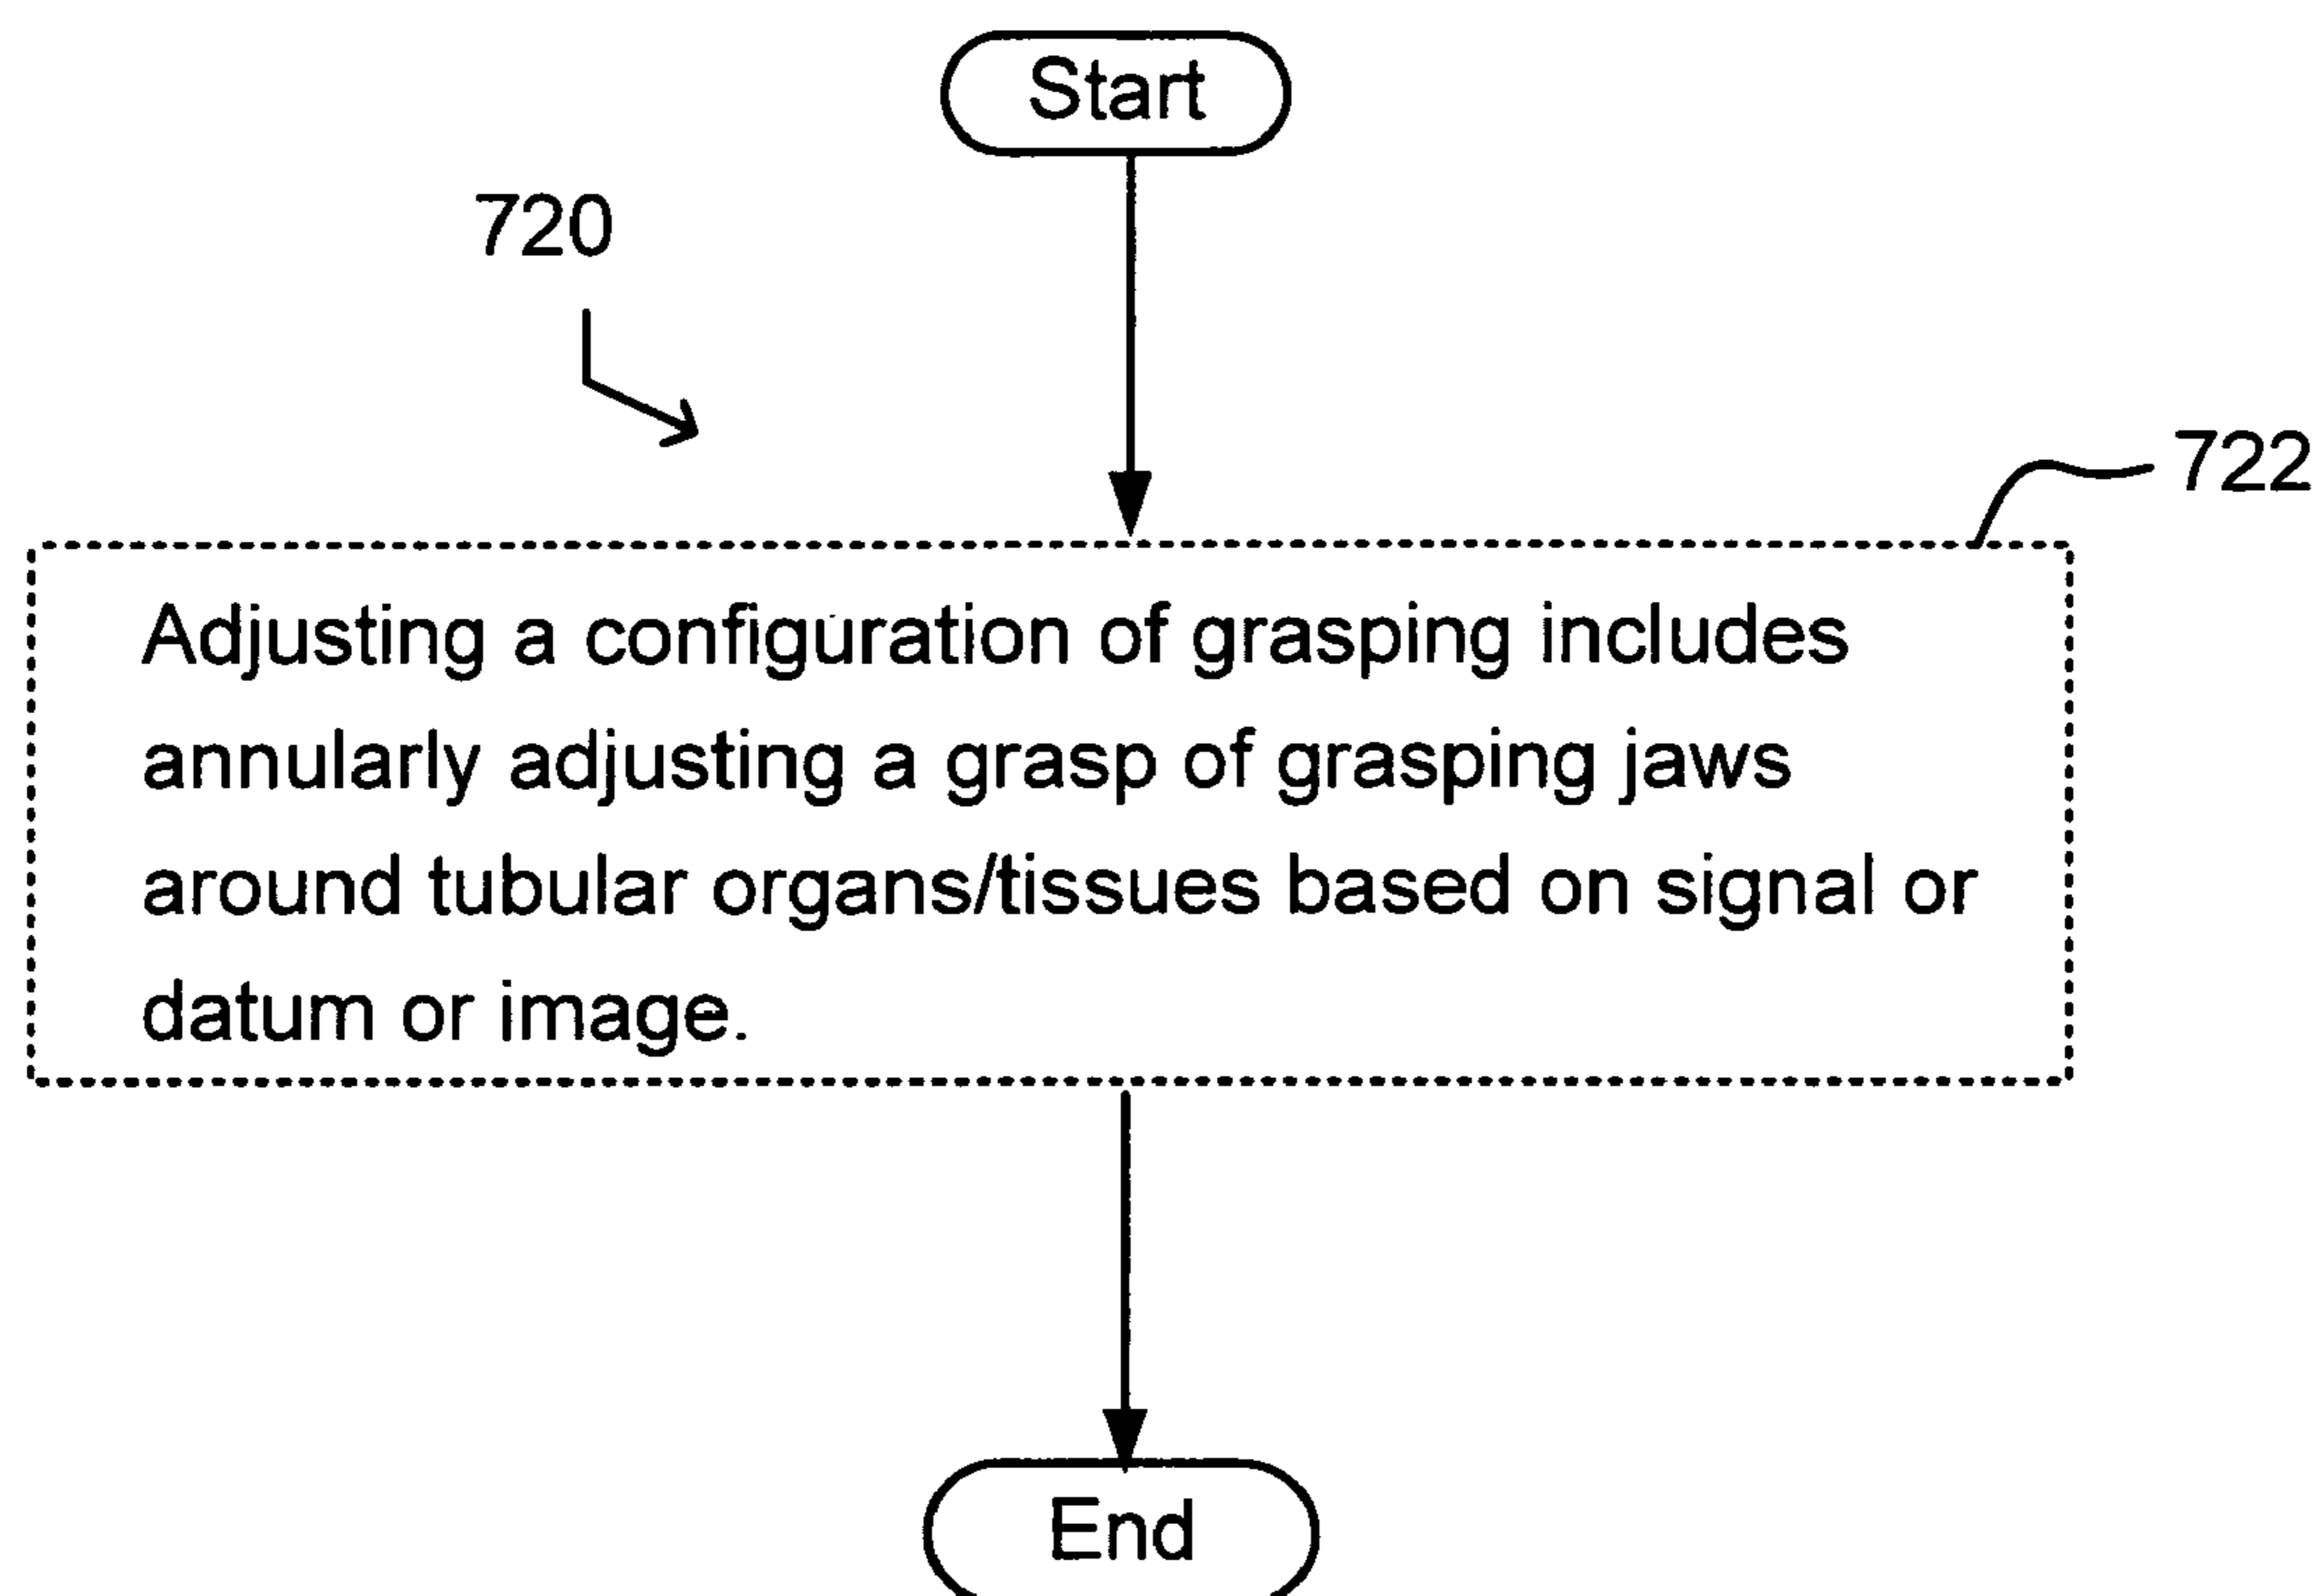 Start
720
722
Adjusting a configuration of grasping includes
annularly adjusting a grasp of grasping jaws
around tubular organs/tissues based on signal or
datum or image.
End